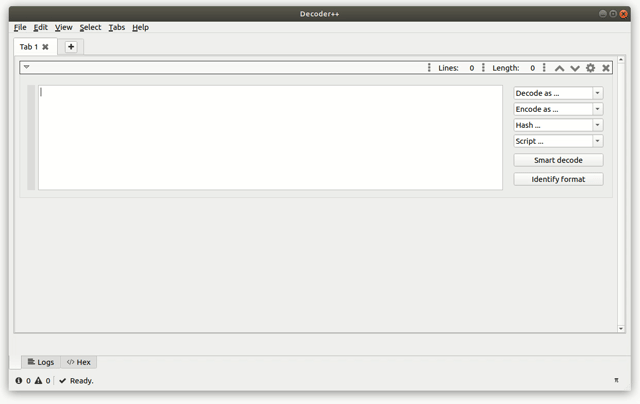 Decoder++
File Edit View Select Tabs Help
Tab 1
Lines: 0 Length: 0
Decode as ...
Encode as ...
Hash ...
Script ...
Smart decode
Identify format
Logs Hex
0 0 Ready. π